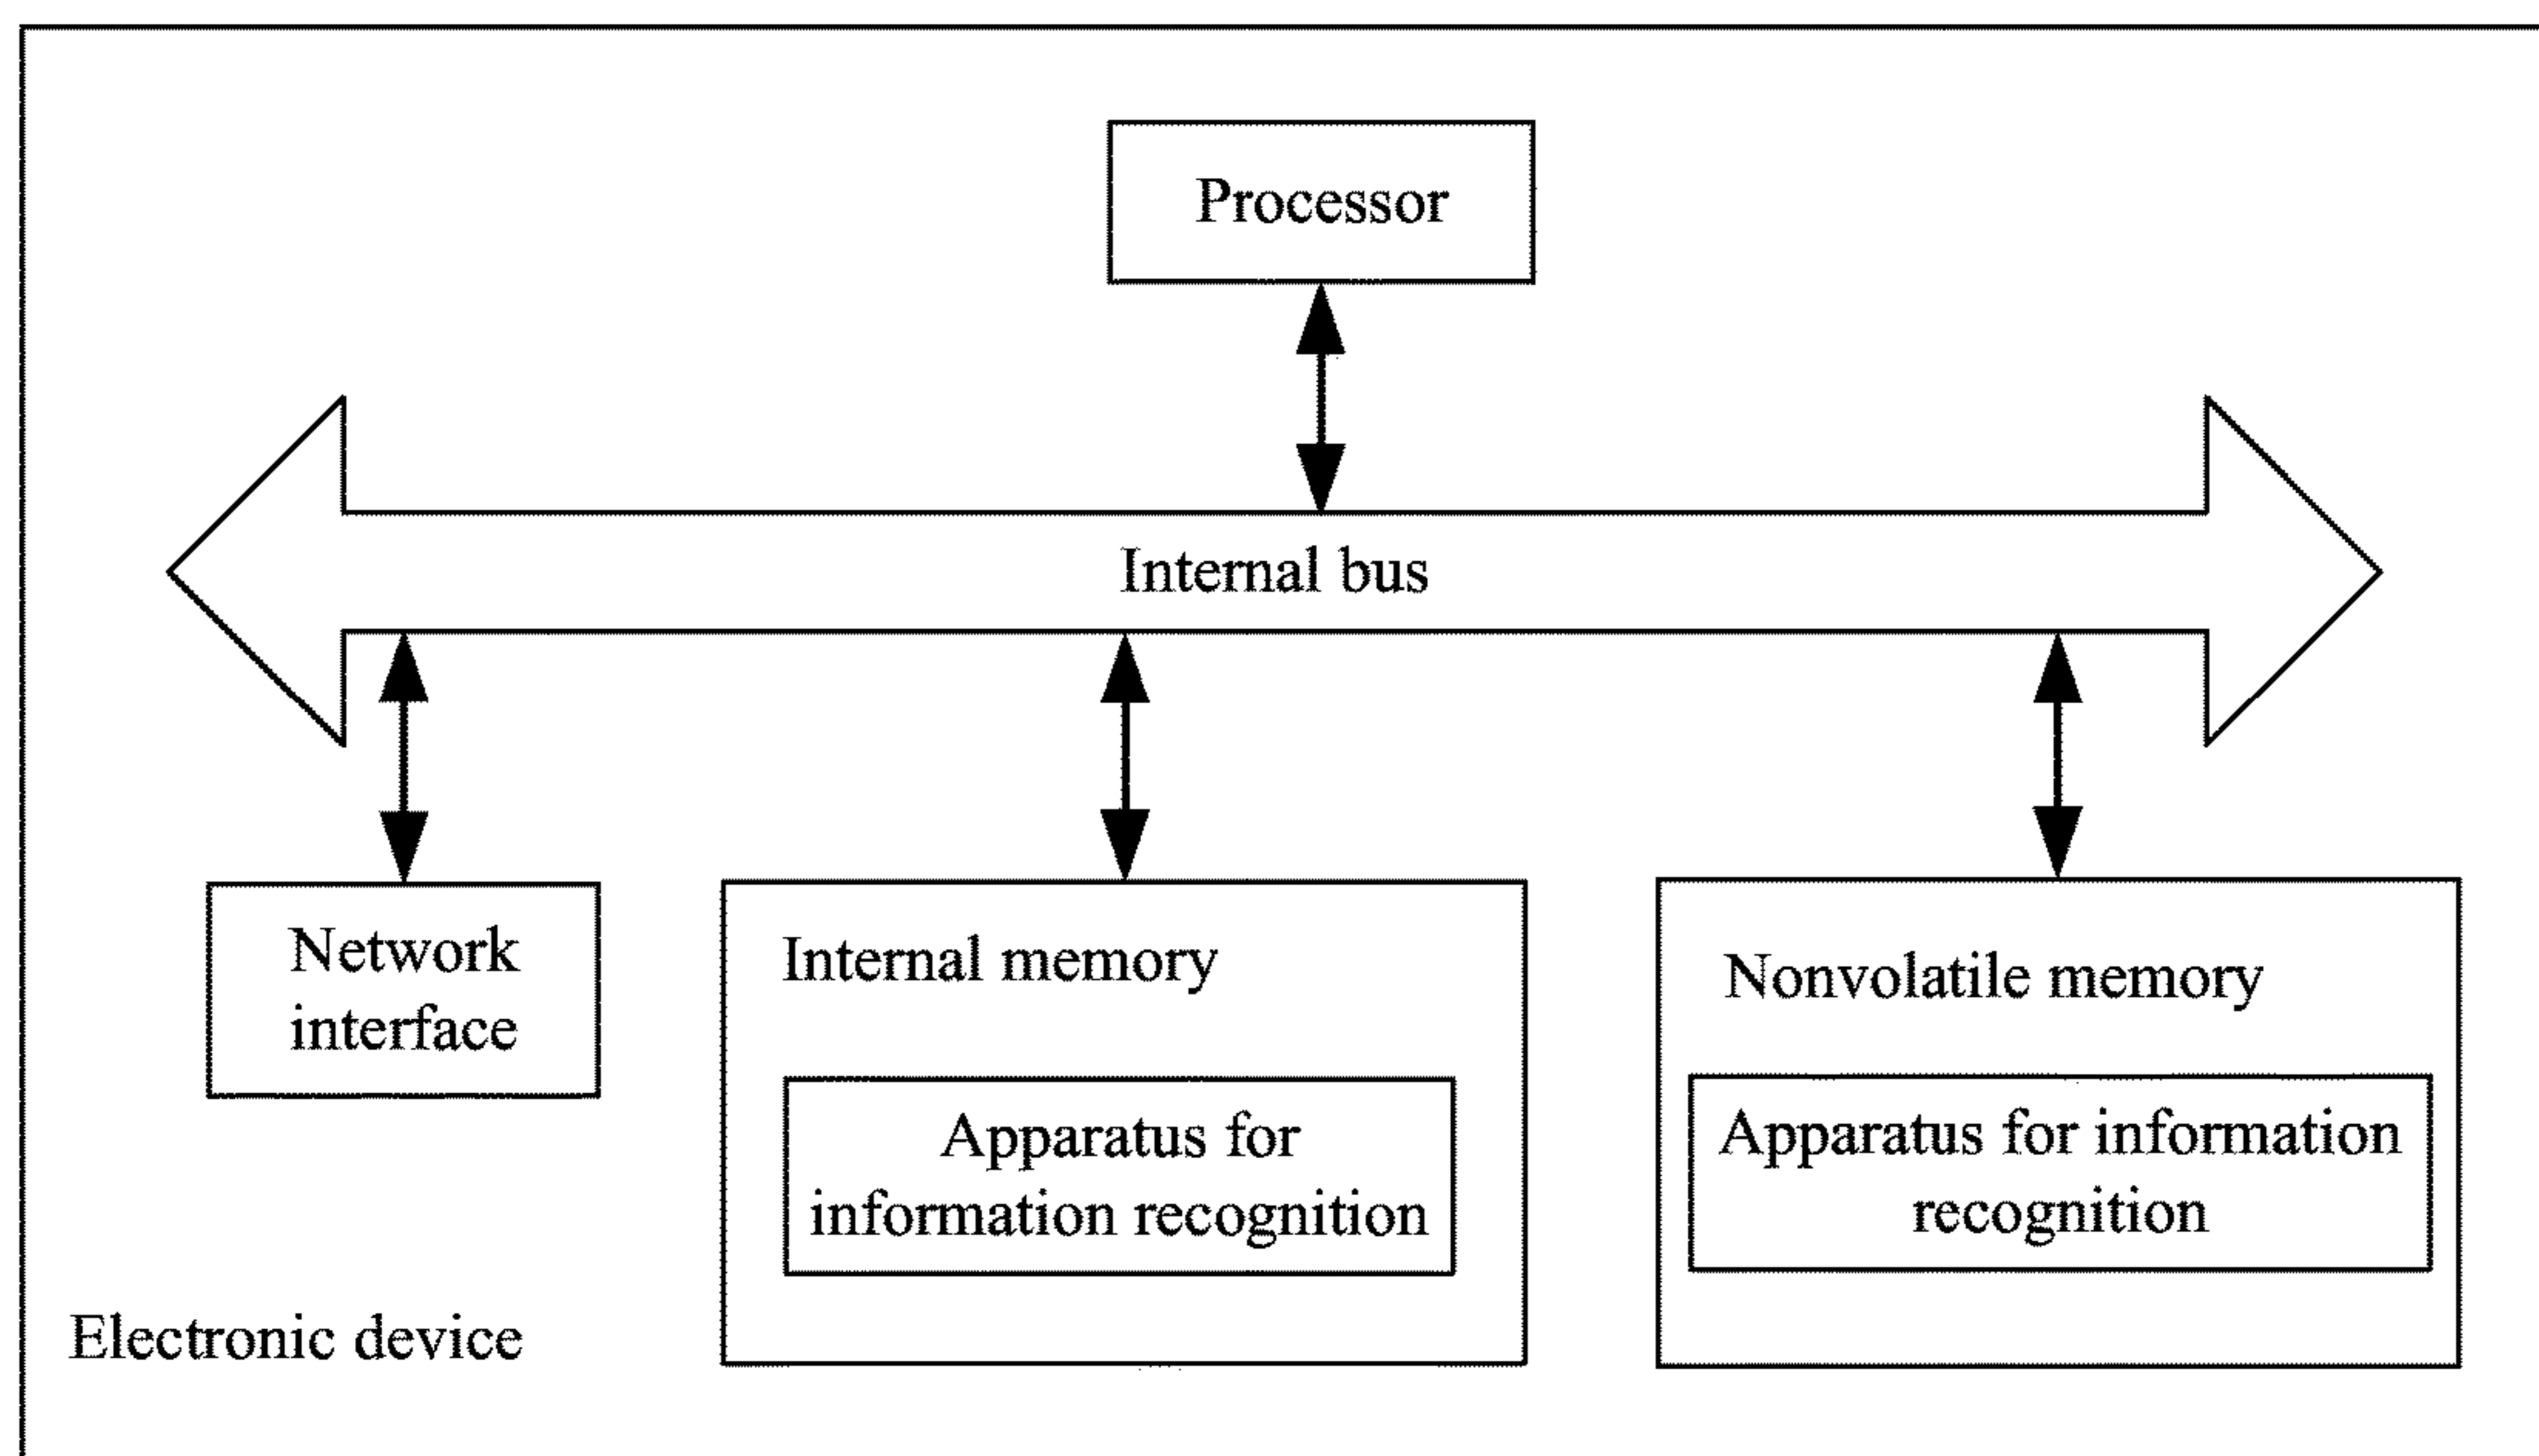 Processor
Internal bus
Network
interface
Internal memory
Apparatus for
information recognition
Nonvolatile memory
Apparatus for information
recognition
Electronic device